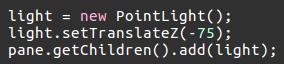 light = new PointLight();
light.setTranslateZ(-75);
pane.getChildren().add(light);